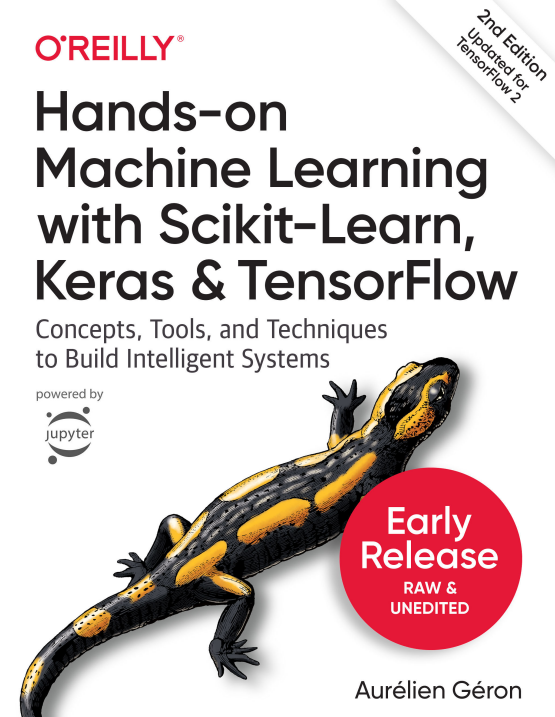 O'REILLY®
2nd Edition
Updated for
TensorFlow 2
Hands-on
Machine Learning
with Scikit-Learn,
Keras & TensorFlow
Concepts, Tools, and Techniques
to Build Intelligent Systems
powered by
jupyter
Early
Release
RAW &
UNEDITED
Aurélien Géron